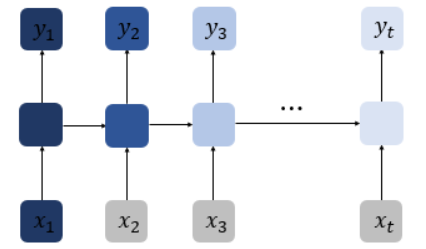 y₁ y₂ y₃ yₜ
...
x₁ x₂ x₃ xₜ